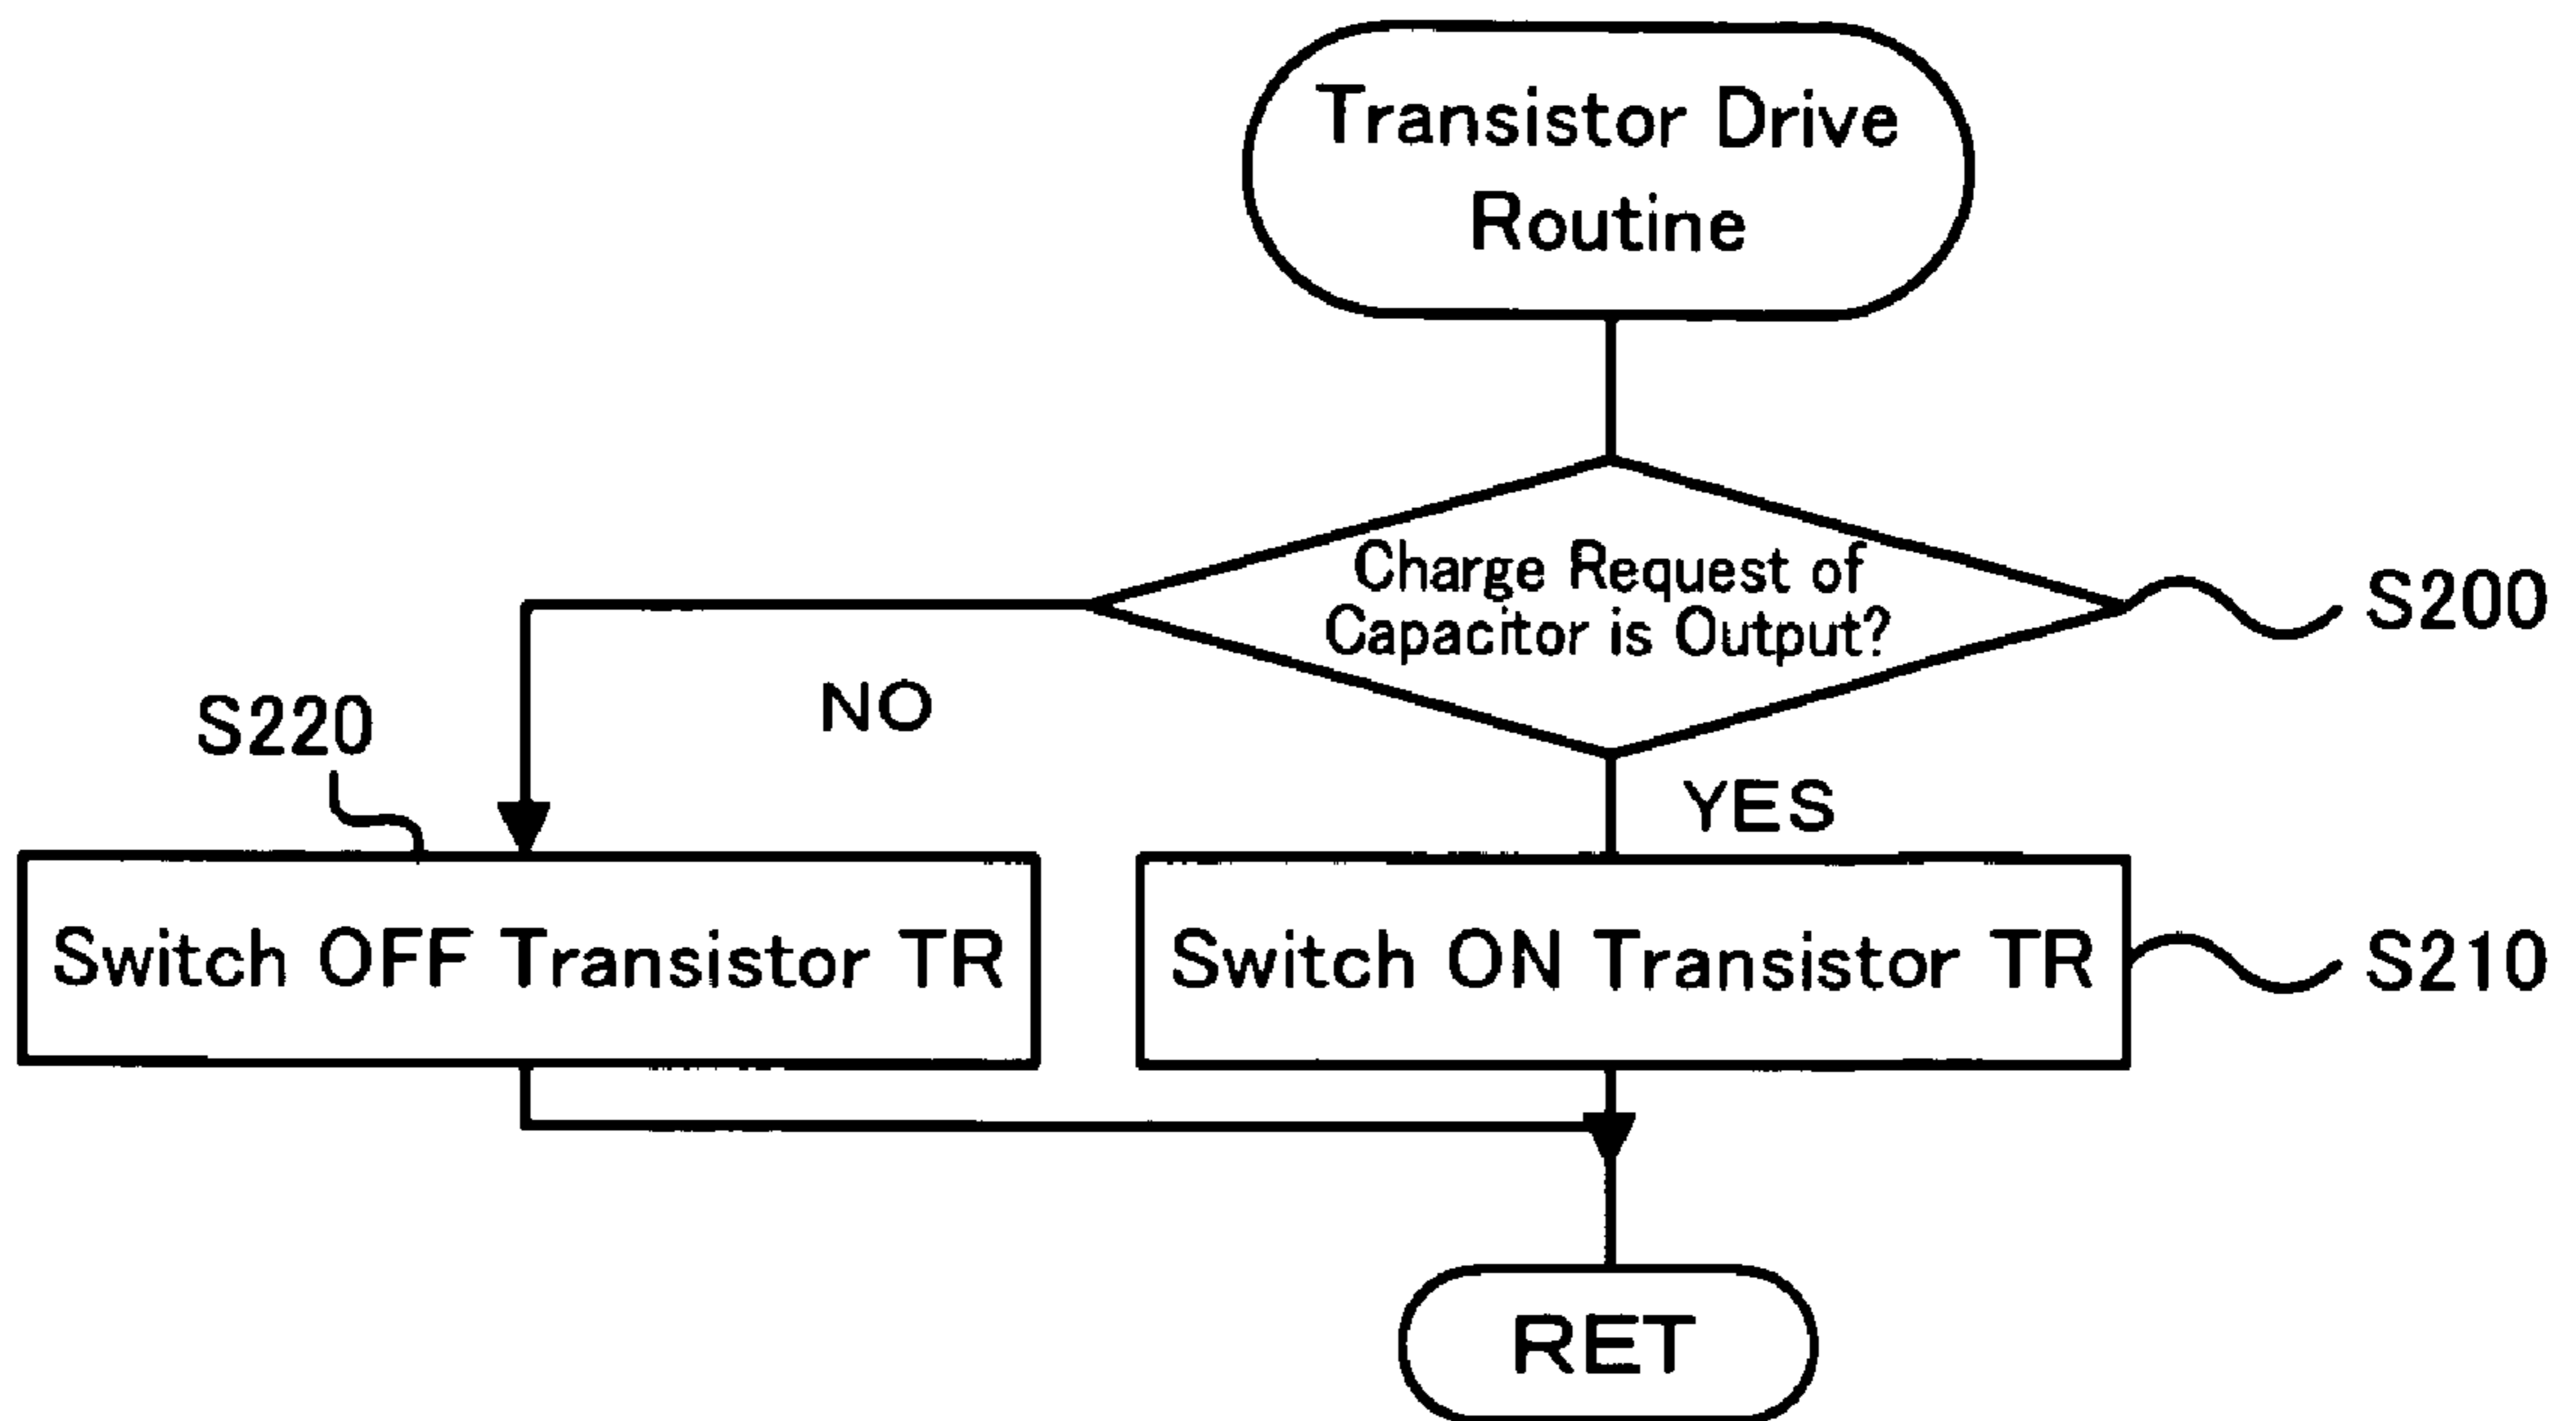 Transistor Drive
Routine
Charge Request of
Capacitor is Output?
S200
NO
S220
YES
Switch OFF Transistor TR
Switch ON Transistor TR
S210
RET